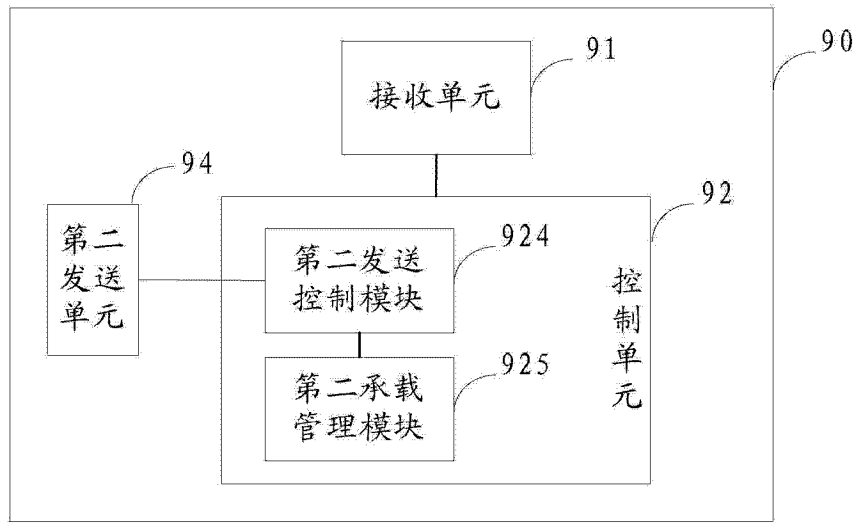 90
91
接收单元
94
第二
发送
单元
92
控制单元
924
第二发送
控制模块
925
第二承载
管理模块